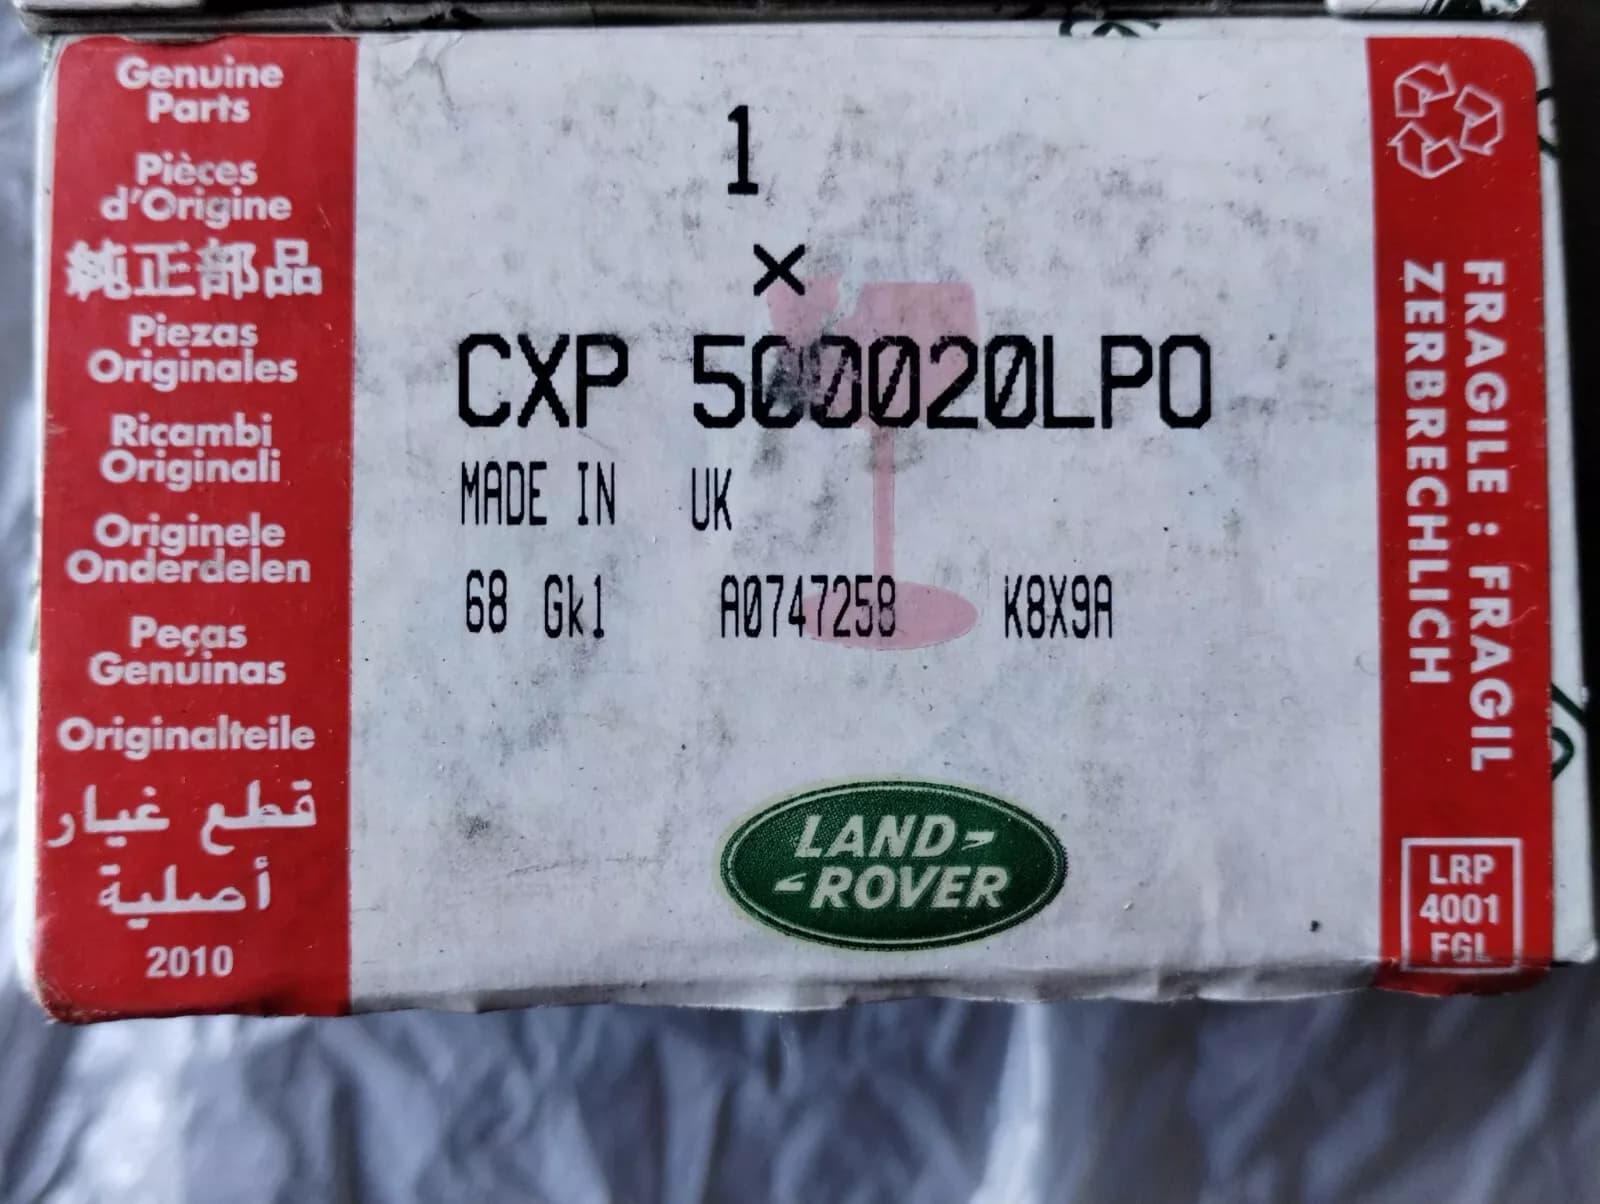 Genuine
Parts
Pièces
d'Origine
純正部品
Piezas
Originales
Ricambi
Originali
Originele
Onderdelen
Peças
Genuinas
Originalteile
قطع غيار
أصلية
2010
1
×
CXP 500020LPO
MADE IN UK
68 Gk1 A0747258 K8X9A
LAND-
-ROVER
FRAGILE : FRAGIL
ZERBRECHLICH
LRP
4001
FGL